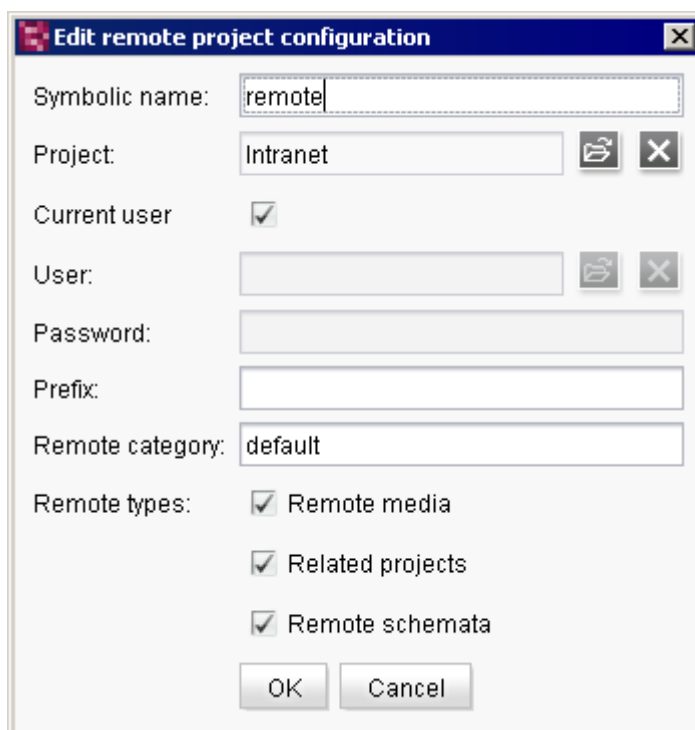 Edit remote project configuration
Symbolic name: remote
Project: Intranet
Current user
User:
Password:
Prefix:
Remote category: default
Remote types: Remote media
Related projects
Remote schemata
OK Cancel